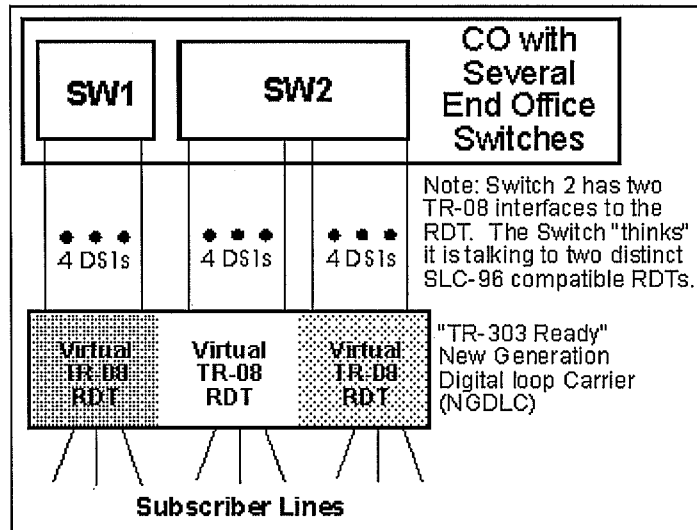 SW1
SW2
CO with
Several
End Office
Switches
Note: Switch 2 has two
TR-08 interfaces to the
RDT. The Switch "thinks"
it is talking to two distinct
SLC-96 compatible RDTs.
4 DS1s
4 DS1s
4 DS1s
Virtual
TR-08
RDT
Virtual
TR-08
RDT
Virtual
TR-08
RDT
"TR-303 Ready"
New Generation
Digital loop Carrier
(NGDLC)
Subscriber Lines